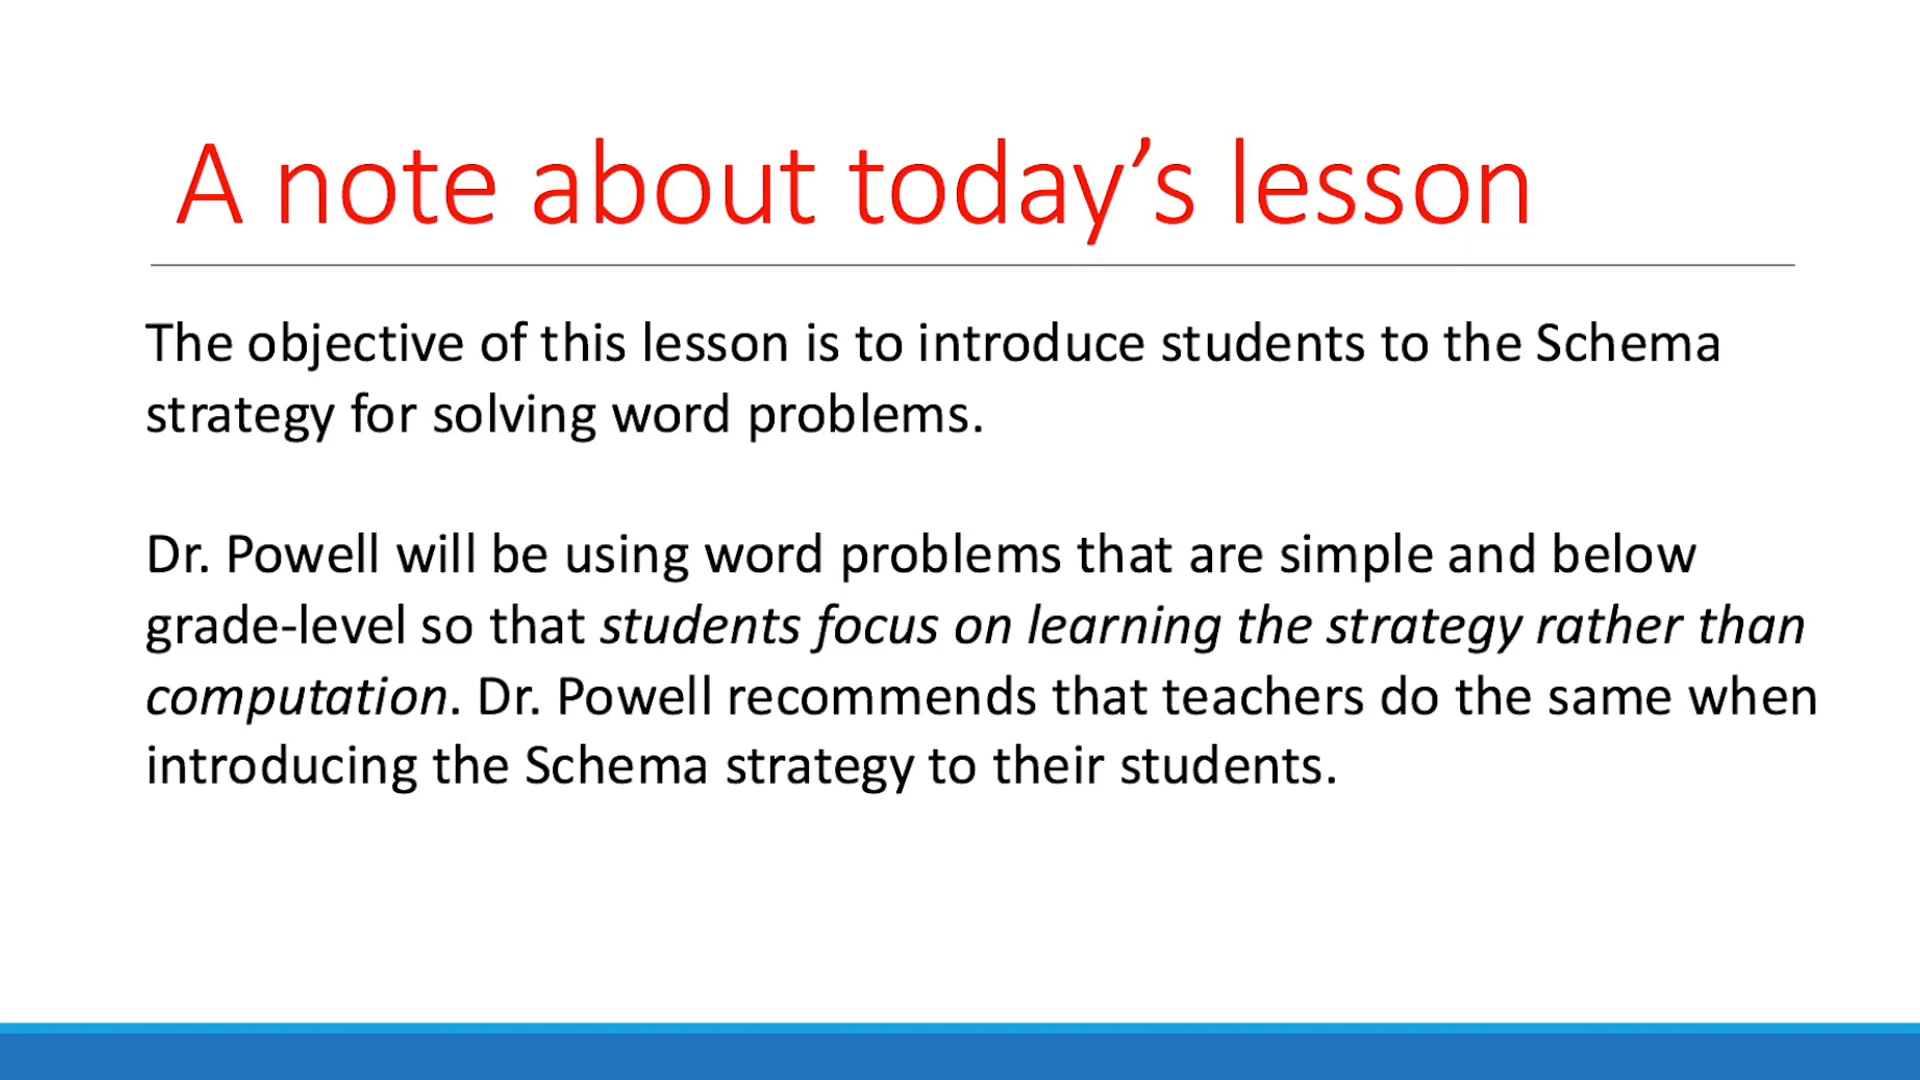 A note about today’s lesson
The objective of this lesson is to introduce students to the Schema
strategy for solving word problems.
Dr. Powell will be using word problems that are simple and below
grade-level so that students focus on learning the strategy rather than
computation. Dr. Powell recommends that teachers do the same when
introducing the Schema strategy to their students.